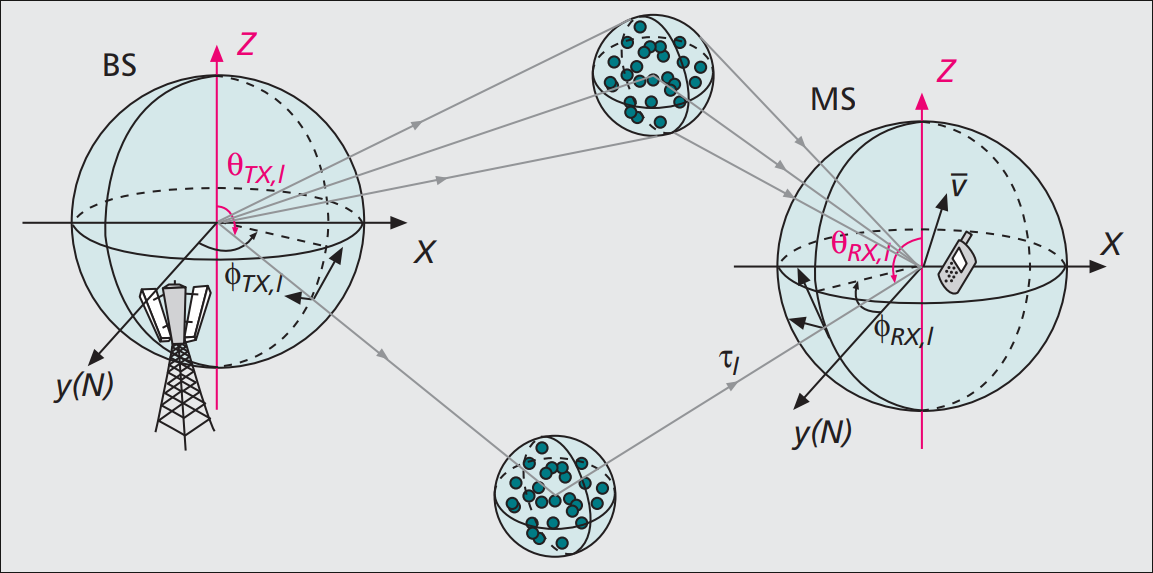 BS
Z
θTX,l
X
ϕTX,l
y(N)
MS
Z
v̅
X
θRX,l
ϕRX,l
τl
y(N)